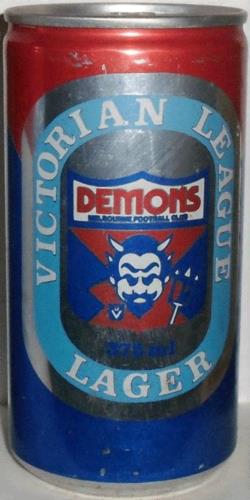 VICTORIAN LEAGUE
DEMONS
MELBOURNE FOOTBALL CLUB
375 ml
LAGER